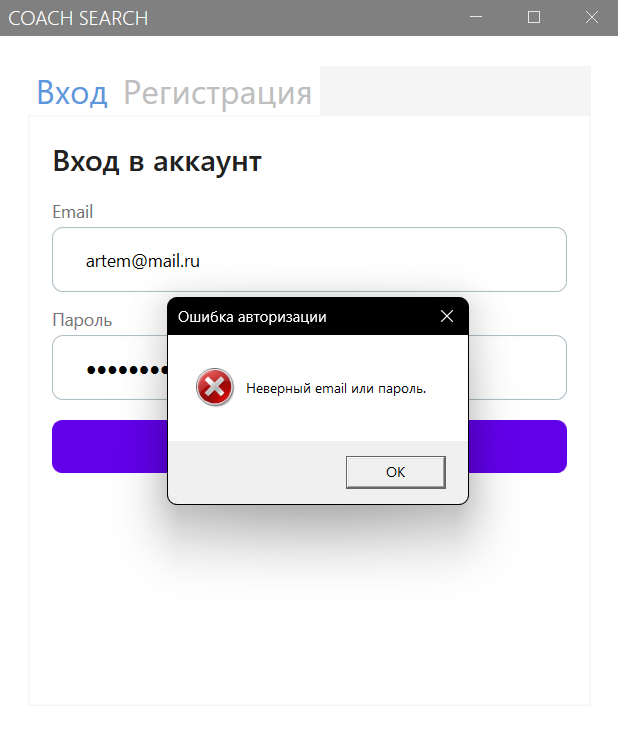 COACH SEARCH
Вход Регистрация
Вход в аккаунт
Email
artem@mail.ru
Пароль
Ошибка авторизации
Неверный email или пароль.
OK